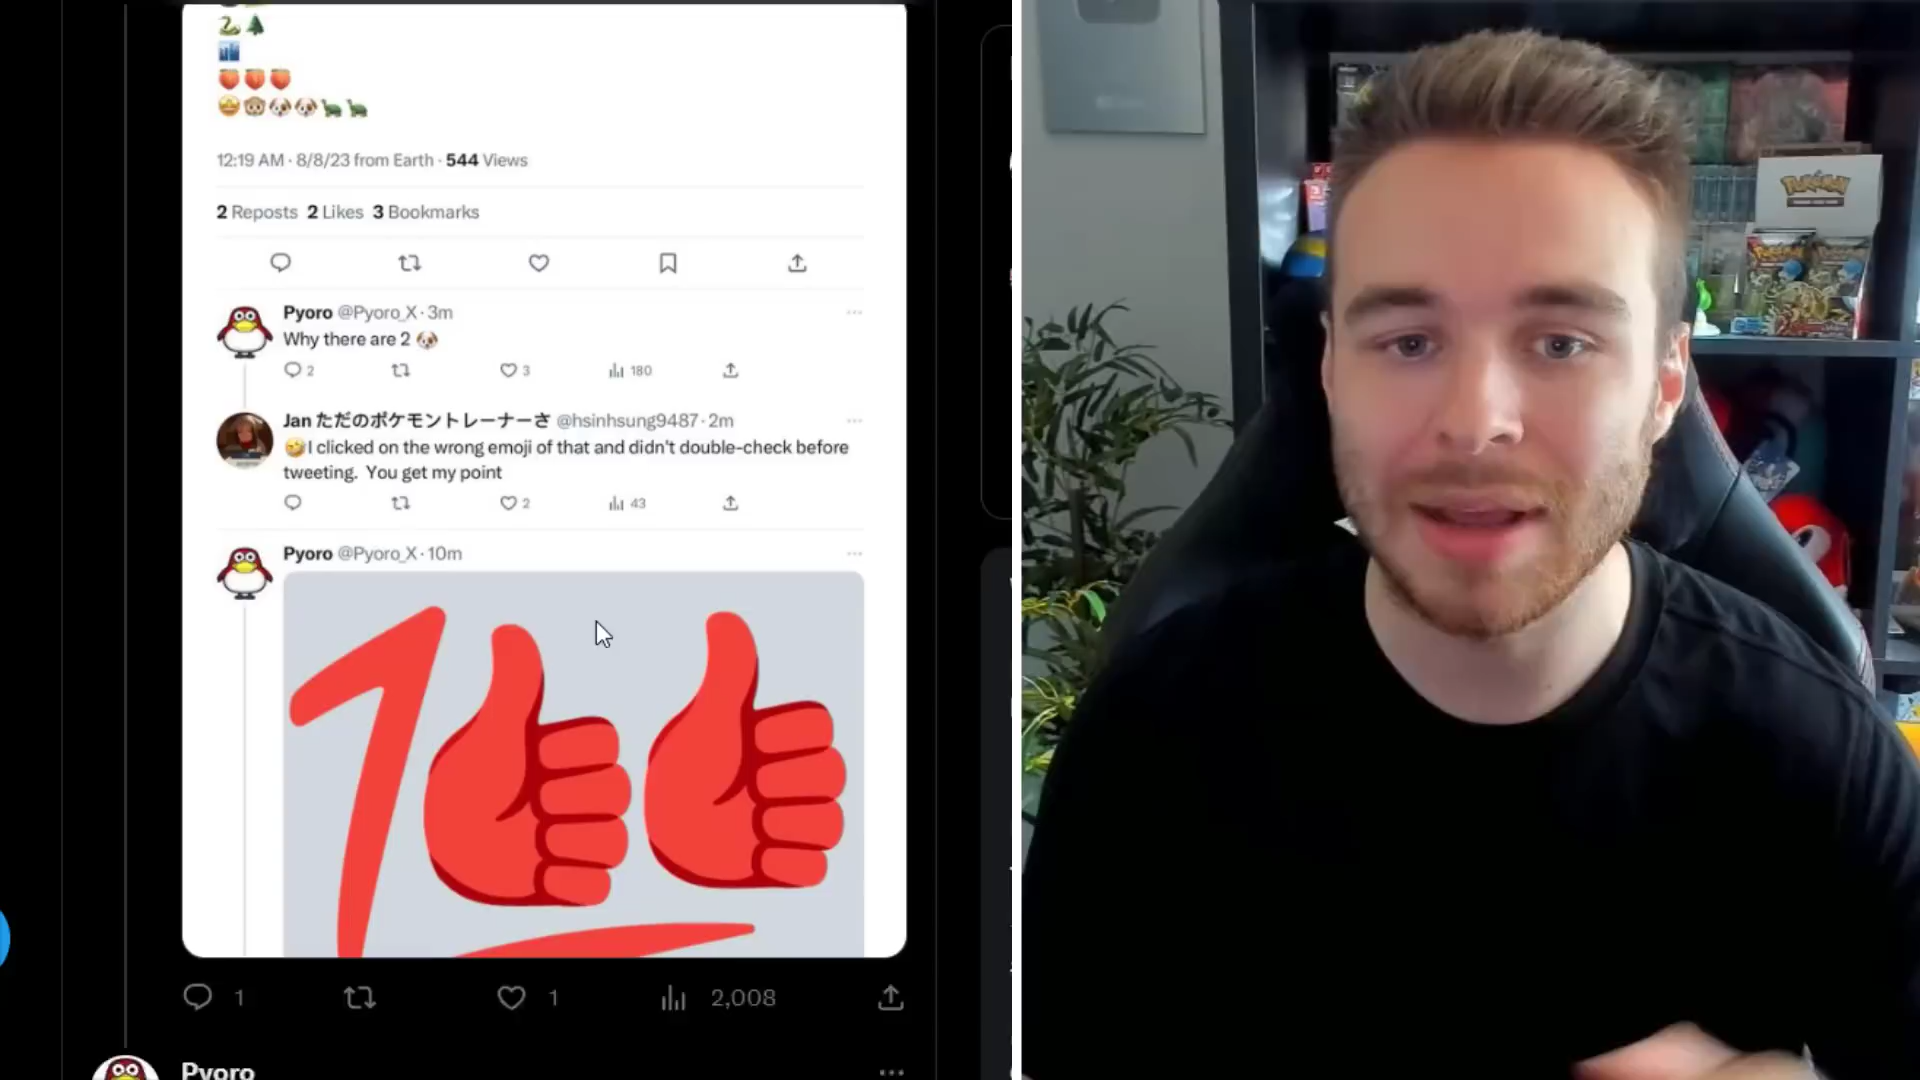 12:19 AM · 8/8/23 from Earth · 544 Views
2 Reposts 2 Likes 3 Bookmarks
Pyoro @Pyoro_X · 3m
Why there are 2 🐶
2 3 180
Jan ただのポケモントレーナーさ @hsinhsung9487 · 2m
🤣I clicked on the wrong emoji of that and didn't double-check before
tweeting. You get my point
2 43
Pyoro @Pyoro_X · 10m
1 1 2,008
Pyoro
POKÉMON